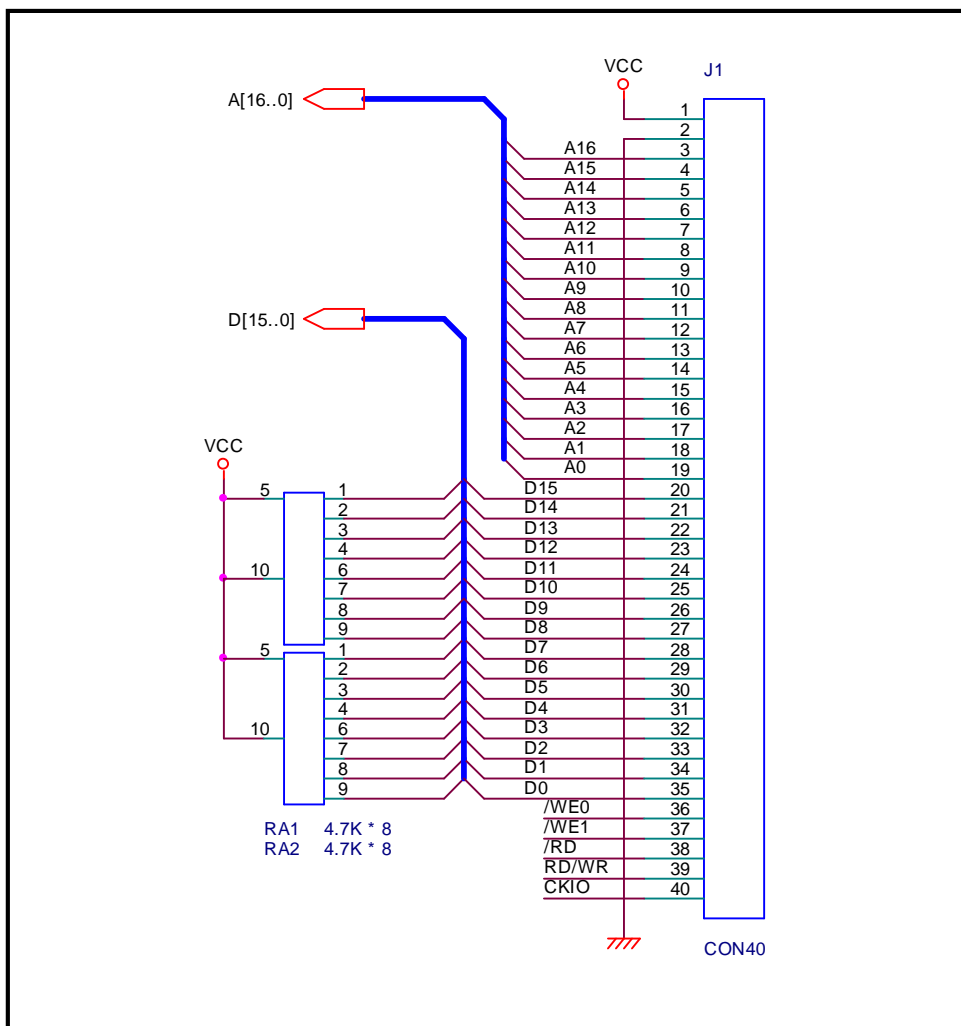 VCC
J1
A[16..0]
1
2
A16 3
A15 4
A14 5
A13 6
A12 7
A11 8
A10 9
A9 10
A8 11
D[15..0]
A7 12
A6 13
A5 14
A4 15
A3 16
A2 17
A1 18
VCC
A0 19
5 1 D15 20
2 D14 21
3 D13 22
4 D12 23
10 6 D11 24
7 D10 25
8 D9 26
9 D8 27
5 1 D7 28
2 D6 29
3 D5 30
4 D4 31
10 6 D3 32
7 D2 33
8 D1 34
9 D0 35
/WE0 36
RA1 4.7K * 8 /WE1 37
RA2 4.7K * 8 /RD 38
RD/WR 39
CKIO 40
CON40